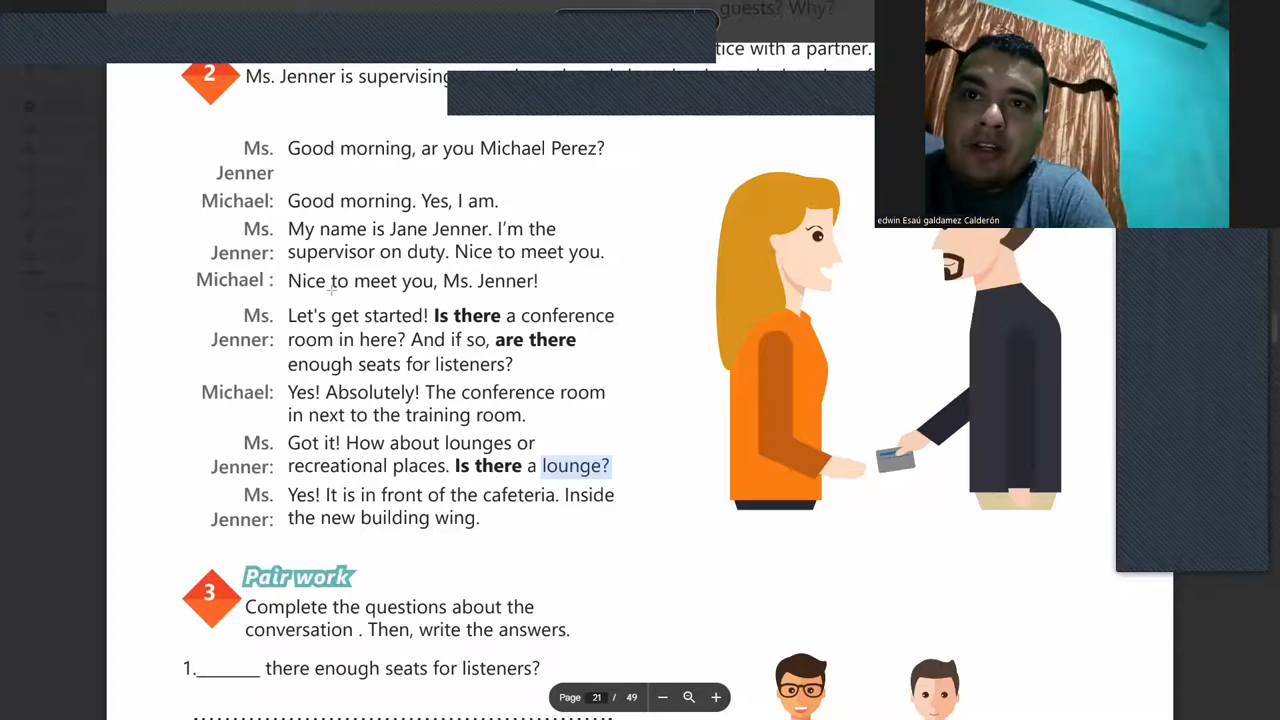 guests? Why?
tice with a partner.
2
Ms. Jenner is supervising
Ms. Good morning, ar you Michael Perez?
Jenner
Michael: Good morning. Yes, I am.
Ms. My name is Jane Jenner. I'm the
Jenner: supervisor on duty. Nice to meet you.
Michael : Nice to meet you, Ms. Jenner!
Ms. Let's get started! Is there a conference
Jenner: room in here? And if so, are there
enough seats for listeners?
Michael: Yes! Absolutely! The conference room
in next to the training room.
Ms. Got it! How about lounges or
Jenner: recreational places. Is there a lounge?
Ms. Yes! It is in front of the cafeteria. Inside
Jenner: the new building wing.
edwin Esaú galdamez Calderón
3 Pair work
Complete the questions about the
conversation . Then, write the answers.
1._______ there enough seats for listeners?
Page 21 / 49